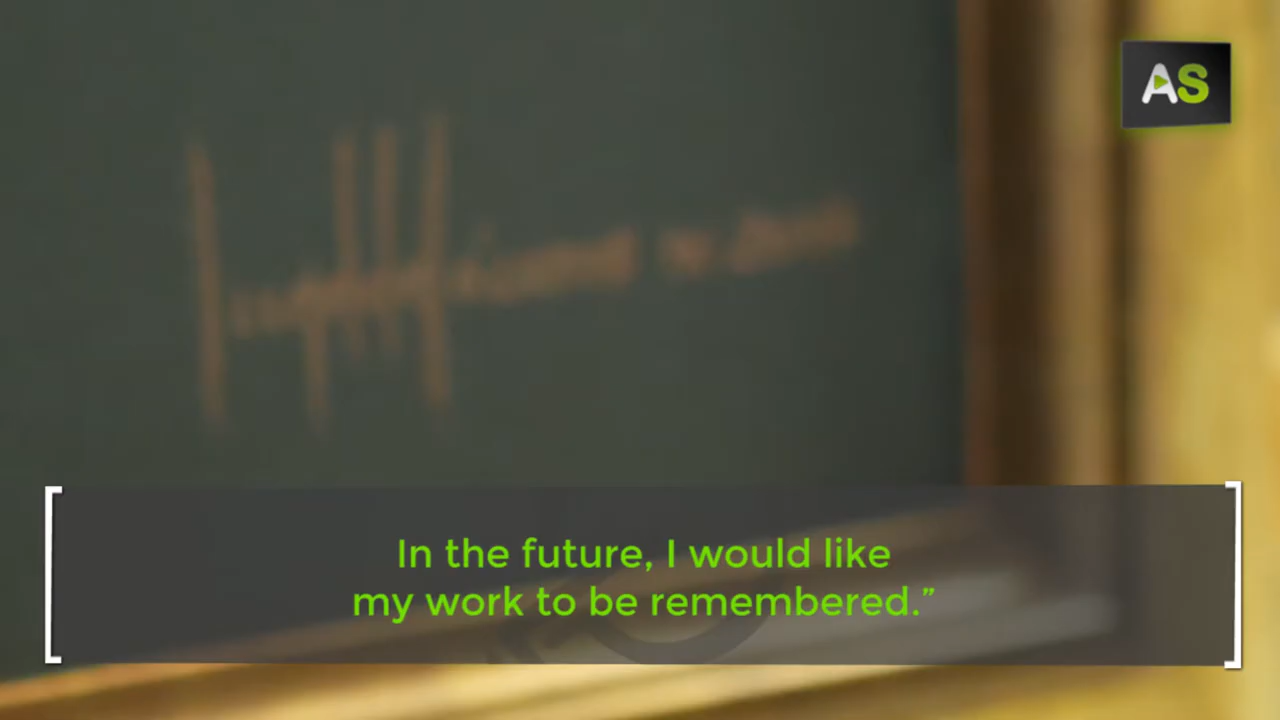 AS
In the future, I would like
my work to be remembered.”